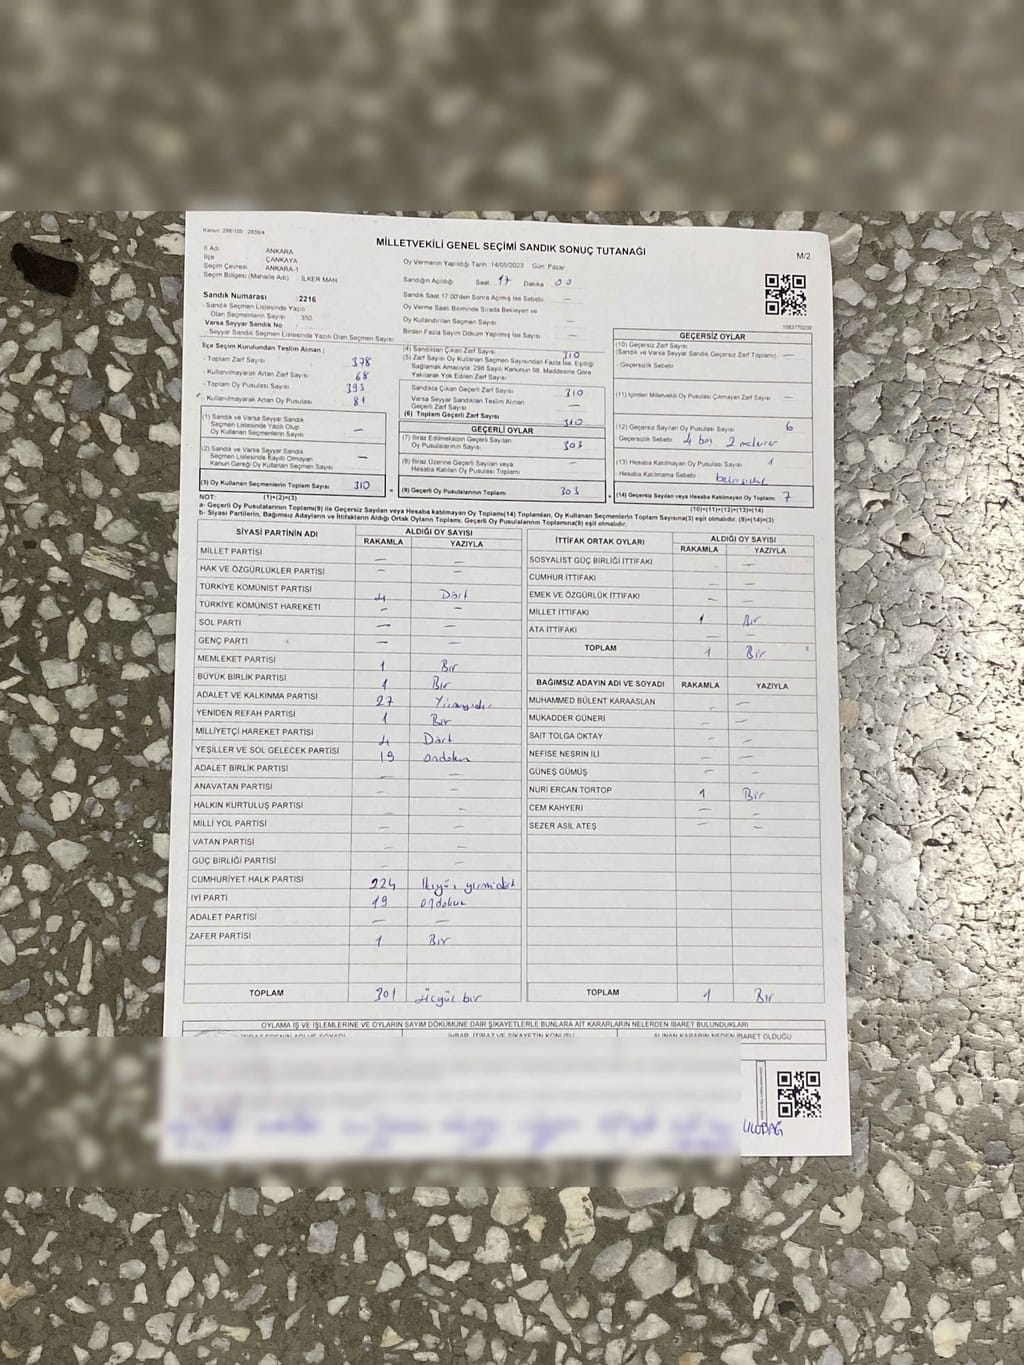 Kanun: 298/105 : 2839/4
MİLLETVEKİLİ GENEL SEÇİMİ SANDIK SONUÇ TUTANAĞI
M/2
İl Adı ANKARA
İlçe ÇANKAYA
Seçim Çevresi ANKARA-1
Seçim Bölgesi (Mahalle Adı) İLKER MAH
Oy Vermenin Yapıldığı Tarih :14/05/2023 Gün Pazar
Sandığın Açıldığı Saat 17 Dakika 00
Sandık Saat 17:00'den Sonra Açılmış İse Sebebi —
Oy Verme Saati Bitiminde Sırada Bekleyen ve
Oy Kullandırılan Seçmen Sayısı —
Birden Fazla Sayım Döküm Yapılmış İse Sayısı —
Sandık Numarası :2216
- Sandık Seçmen Listesinde Yazılı
Olan Seçmenlerin Sayısı 350
Varsa Seyyar Sandık No
- Seyyar Sandık Seçmen Listesinde Yazılı Olan Seçmen Sayısı
İlçe Seçim Kurulundan Teslim Alınan ;
- Toplam Zarf Sayısı 378
- Kullanılmayarak Artan Zarf Sayısı 68
- Toplam Oy Pusulası Sayısı 393
- Kullanılmayarak Artan Oy Pusulası 81
(1) Sandık ve Varsa Seyyar Sandık
Seçmen Listesinde Yazılı Olup
Oy Kullanan Seçmenlerin Sayısı —
(2) Sandık ve Varsa Seyyar Sandık
Seçmen Listesinde Kayıtlı Olmayan
Kanun Gereği Oy Kullanan Seçmen Sayısı —
(3) Oy Kullanan Seçmenlerin Toplam Sayısı 310
(1)+(2)=(3)
(4) Sandıktan Çıkan Zarf Sayısı 310
(5) Zarf Sayısı Oy Kullanan Seçmen Sayısından Fazla İse, Eşitliği
Sağlamak Amacıyla; 298 Sayılı Kanunun 98. Maddesine Göre
Yakılarak Yok Edilen Zarf Sayısı
Sandıkta Çıkan Geçerli Zarf Sayısı 310
Varsa Seyyar Sandıktan Teslim Alınan
Geçerli Zarf Sayısı —
(6) Toplam Geçerli Zarf Sayısı 310
GEÇERLİ OYLAR
(7) İtiraz Edilmeksizin Geçerli Sayılan
Oy Pusulalarının Sayısı 303
(8) İtiraz Üzerine Geçerli Sayılan veya
Hesaba Katılan Oy Pusulası Toplamı —
(9) Geçerli Oy Pusulalarının Toplamı 303
1083770230
GEÇERSİZ OYLAR
(10) Geçersiz Zarf Sayısı
(Sandık ve Varsa Seyyar Sandık Geçersiz Zarf Toplamı) —
- Geçersizlik Sebebi
(11) İçinden Milletvekili Oy Pusulası Çıkmayan Zarf Sayısı —
(12) Geçersiz Sayılan Oy Pusulası Sayısı 6
Geçersizlik Sebebi 4 boş 2
(13) Hesaba Katılmayan Oy Pusulası Sayısı 1
Hesaba Katılmama Sebebi
(14) Geçersiz Sayılan veya Hesaba Katılmayan Oy Toplamı 7
(10)+(11)+(12)+(13)=(14)
NOT:
a- Geçerli Oy Pusulasının Toplamı(9) ile Geçersiz Sayılan veya Hesaba Katılmayan Oy Toplamı(14) Toplamları, Oy Kullanan Seçmenlerin Toplam Sayısına(3) eşit olmalıdır. (9)+(14)=(3)
b- Siyasi Partilerin, Bağımsız Adayların ve İttifakların Aldığı Ortak Oyların Toplamı, Geçerli Oy Pusulasının Toplamına(9) eşit olmalıdır.
SİYASİ PARTİNİN ADI ALDIĞI OY SAYISI
RAKAMLA YAZIYLA
MİLLET PARTİSİ — —
HAK VE ÖZGÜRLÜKLER PARTİSİ — —
TÜRKİYE KOMÜNİST PARTİSİ 4 Dört
TÜRKİYE KOMÜNİST HAREKETİ — —
SOL PARTİ — —
GENÇ PARTİ — —
MEMLEKET PARTİSİ 1 Bir
BÜYÜK BİRLİK PARTİSİ 1 Bir
ADALET VE KALKINMA PARTİSİ 27 Yirmiyedi
YENİDEN REFAH PARTİSİ 1 Bir
MİLLİYETÇİ HAREKET PARTİSİ 4 Dört
YEŞİLLER VE SOL GELECEK PARTİSİ 19 ondokuz
ADALET BİRLİK PARTİSİ — —
ANAVATAN PARTİSİ — —
HALKIN KURTULUŞ PARTİSİ —
MİLLİ YOL PARTİSİ — —
VATAN PARTİSİ — —
GÜÇ BİRLİĞİ PARTİSİ — —
CUMHURİYET HALK PARTİSİ 224 İkiyüz yirmidört
İYİ PARTİ 19 ondokuz
ADALET PARTİSİ — —
ZAFER PARTİSİ 1 Bir
TOPLAM 301 üçyüz bir
İTTİFAK ORTAK OYLARI ALDIĞI OY SAYISI
RAKAMLA YAZIYLA
SOSYALİST GÜÇ BİRLİĞİ İTTİFAKI —
CUMHUR İTTİFAKI — —
EMEK VE ÖZGÜRLÜK İTTİFAKI — —
MİLLET İTTİFAKI 1 Bir
ATA İTTİFAKI — —
TOPLAM 1 Bir
BAĞIMSIZ ADAYIN ADI VE SOYADI RAKAMLA YAZIYLA
MUHAMMED BÜLENT KARAASLAN — —
MUKADDER GÜNERİ — —
SAİT TOLGA OKTAY — —
NEFİSE NESRİN İLİ — —
GÜNEŞ GÜMÜŞ — —
NURİ ERCAN TORTOP 1 Bir
CEM KAHYERİ — —
SEZER ASİL ATEŞ — —
TOPLAM 1 Bir
OYLAMA İŞ VE İŞLEMLERİNE VE OYLARIN SAYIM DÖKÜMÜNE DAİR ŞİKAYETLERLE BUNLARA AİT KARARLARIN NELERDEN İBARET BULUNDUKLARI
İHBAR, İTİRAZ VE ŞİKAYETİN KONUSU ALINAN KARARIN NEDEN İBARET OLDUĞU
ULUDAĞ